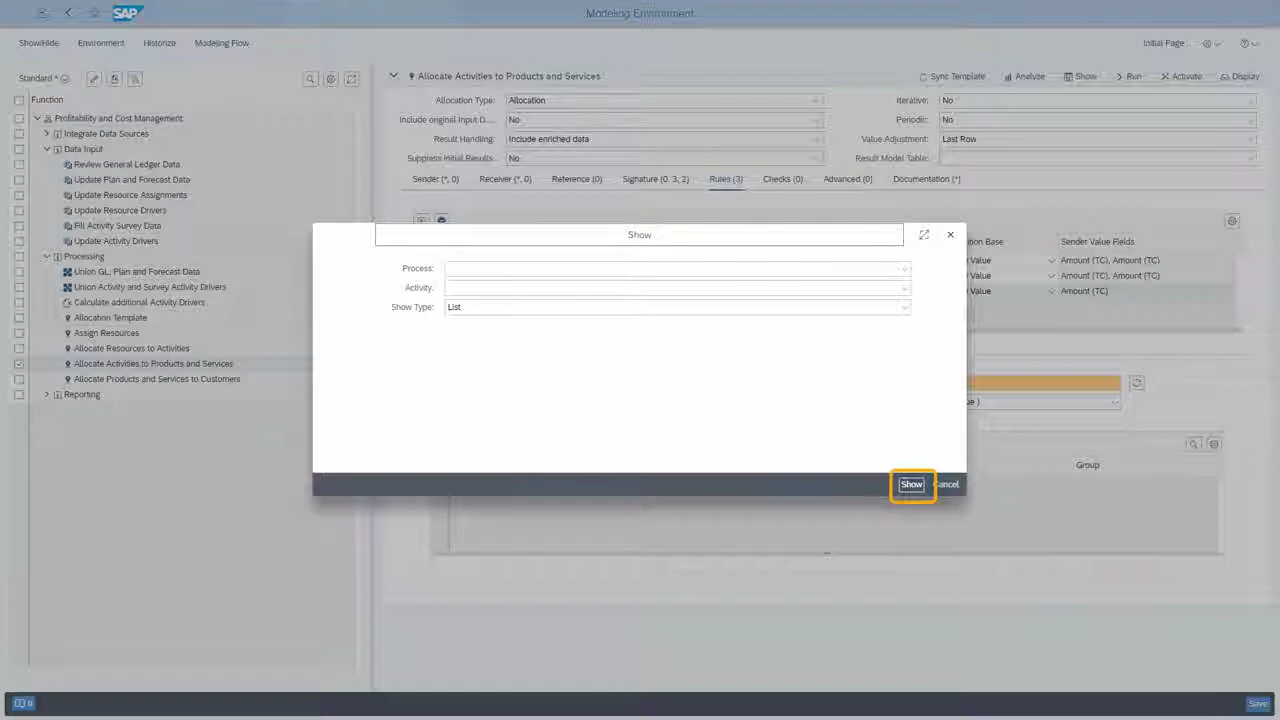 SAP
Modeling Environment
Show/Hide
Environment
Historize
Modeling Flow
Initial Page:
Standard *
Function
Profitability and Cost Management
Integrate Data Sources
Data Input
Review General Ledger Data
Update Plan and Forecast Data
Update Resource Assignments
Update Resource Drivers
Fill Activity Survey Data
Update Activity Drivers
Processing
Union GL, Plan and Forecast Data
Union Activity and Survey Activity Drivers
Calculate additional Activity Drivers
Allocation Template
Assign Resources
Allocate Resources to Activities
Allocate Activities to Products and Services
Allocate Products and Services to Customers
Reporting
Allocate Activities to Products and Services
Sync Template
Analyze
Show
Run
Activate
Display
Allocation Type: Allocation
Iterative: No
Include original Input D... No
Periodic: No
Result Handling: Include enriched data
Value Adjustment: Last Row
Suppress Initial Results... No
Result Model Table:
Sender (*, 0)
Receiver (*, 0)
Reference (0)
Signature (0, 3, 2)
Rules (3)
Checks (0)
Advanced (0)
Documentation (*)
Sender Value Fields
Value Amount (TC), Amount (TC)
Value Amount (TC), Amount (TC)
Value Amount (TC)
Group
Show
Process:
Activity:
Show Type: List
Show
Cancel
0
Save